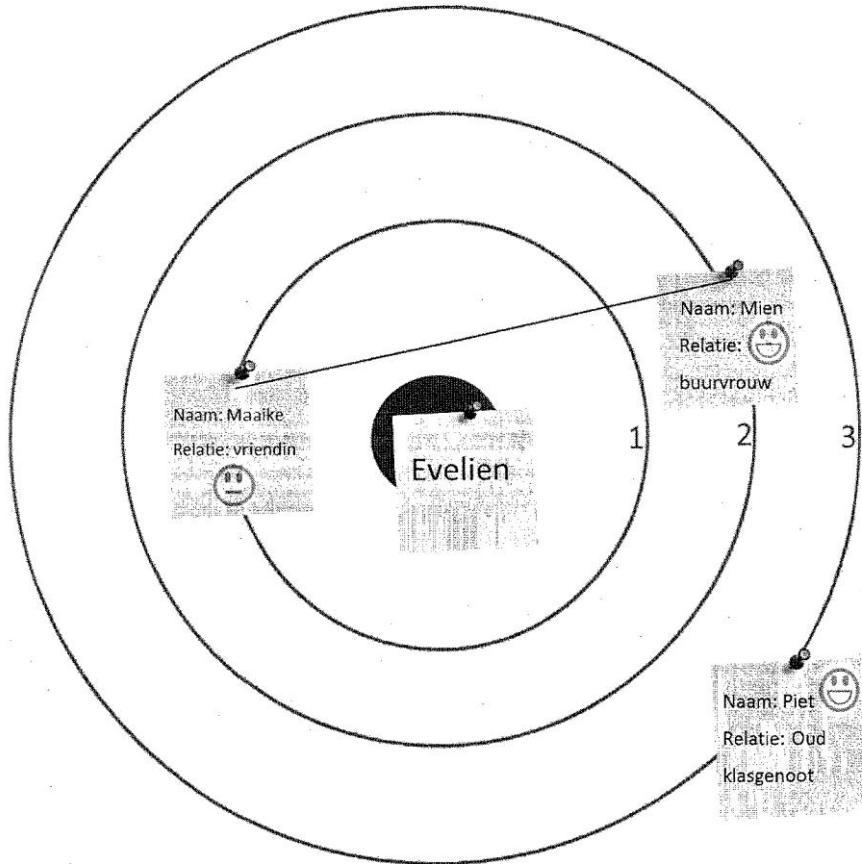 Naam: Mien
Relatie:
buurvrouw
Naam: Maaike
Relatie: vriendin
Evelien
1
2
3
Naam: Piet
Relatie: Oud
klasgenoot